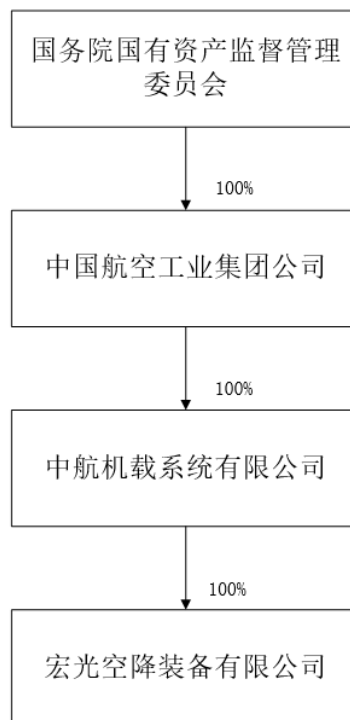 国务院国有资产监督管理
委员会
100%
中国航空工业集团公司
100%
中航机载系统有限公司
100%
宏光空降装备有限公司